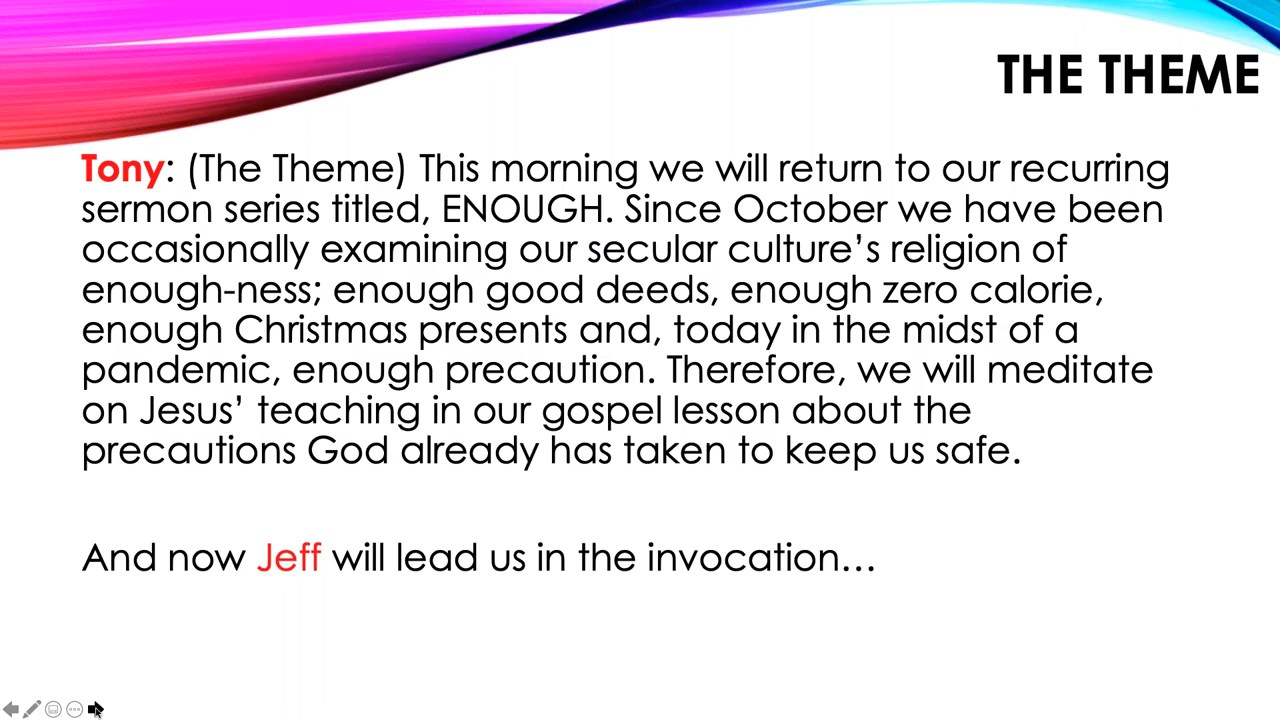 THE THEME
Tony: (The Theme) This morning we will return to our recurring
sermon series titled, ENOUGH. Since October we have been
occasionally examining our secular culture’s religion of
enough-ness; enough good deeds, enough zero calorie,
enough Christmas presents and, today in the midst of a
pandemic, enough precaution. Therefore, we will meditate
on Jesus’ teaching in our gospel lesson about the
precautions God already has taken to keep us safe.
And now Jeff will lead us in the invocation…